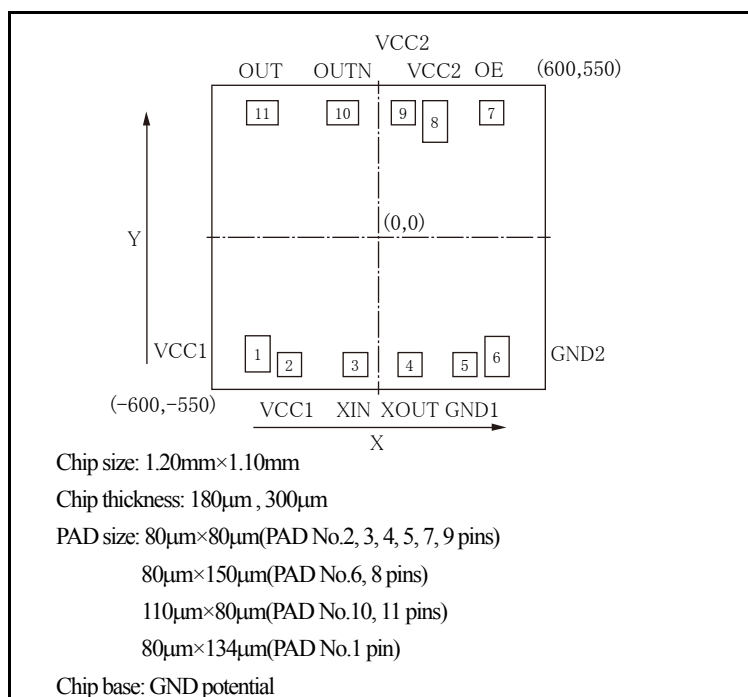 VCC2
OUT OUTN VCC2 OE (600,550)
11 10 9 8 7
(0,0)
Y
VCC1 1 2 3 4 5 6 GND2
(-600,-550) VCC1 XIN XOUT GND1
X
Chip size: 1.20mm×1.10mm
Chip thickness: 180μm , 300μm
PAD size: 80μm×80μm(PAD No.2, 3, 4, 5, 7, 9 pins)
80μm×150μm(PAD No.6, 8 pins)
110μm×80μm(PAD No.10, 11 pins)
80μm×134μm(PAD No.1 pin)
Chip base: GND potential